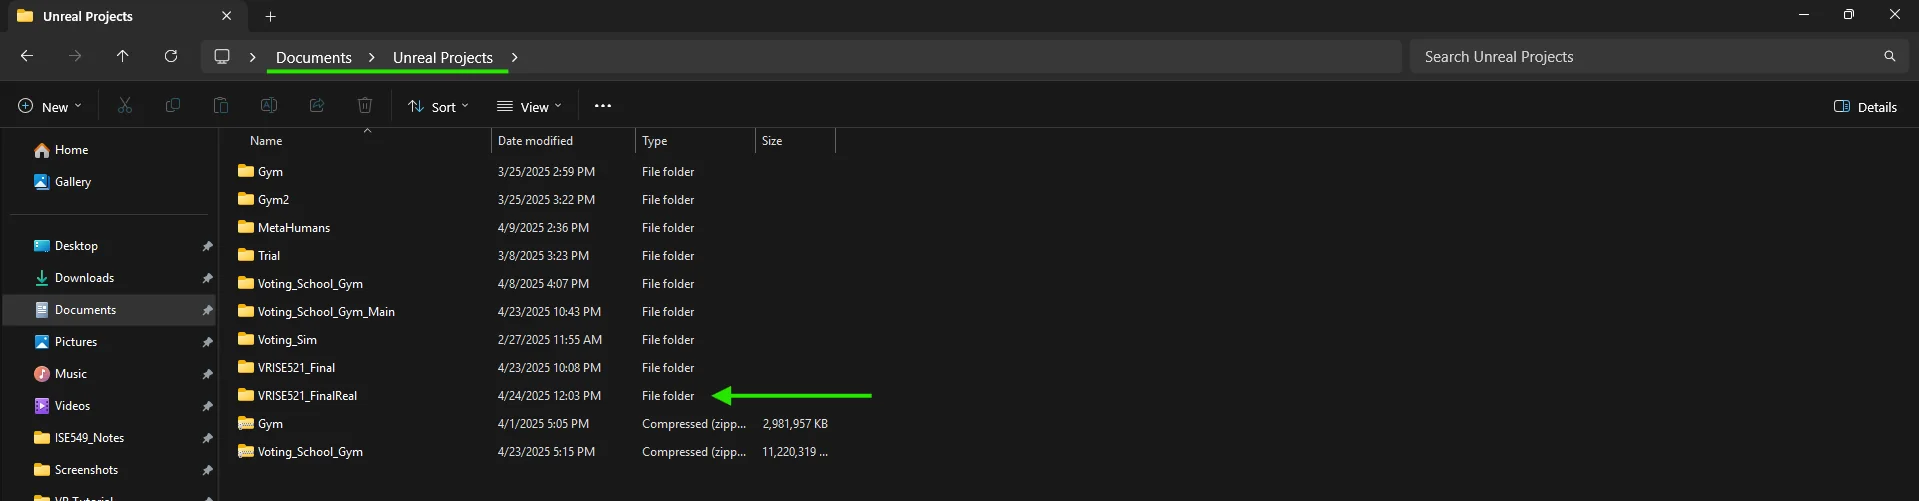 Unreal Projects
Documents > Unreal Projects >
Search Unreal Projects
New
Sort
View
Details
Name Date modified Type Size
Home
Gallery
Desktop
Downloads
Documents
Pictures
Music
Videos
ISE549_Notes
Screenshots
VR Tutorial
Gym 3/25/2025 2:59 PM File folder
Gym2 3/25/2025 3:22 PM File folder
MetaHumans 4/9/2025 2:36 PM File folder
Trial 3/8/2025 3:23 PM File folder
Voting_School_Gym 4/8/2025 4:07 PM File folder
Voting_School_Gym_Main 4/23/2025 10:43 PM File folder
Voting_Sim 2/27/2025 11:55 AM File folder
VRISE521_Final 4/23/2025 10:08 PM File folder
VRISE521_FinalReal 4/24/2025 12:03 PM File folder
Gym 4/1/2025 5:05 PM Compressed (zipp... 2,981,957 KB
Voting_School_Gym 4/23/2025 5:15 PM Compressed (zipp... 11,220,319 ...